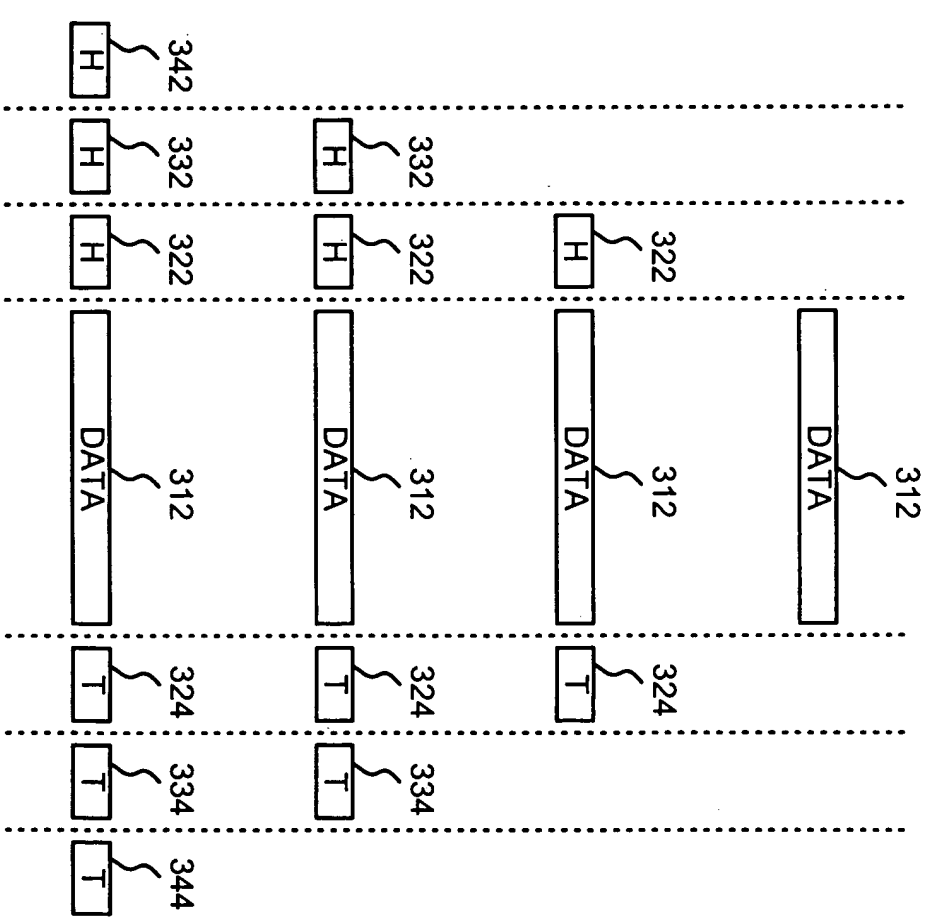 312
DATA
322 312 324
H DATA T
332 322 312 324 334
H H DATA T T
342 332 322 312 324 334 344
H H H DATA T T T